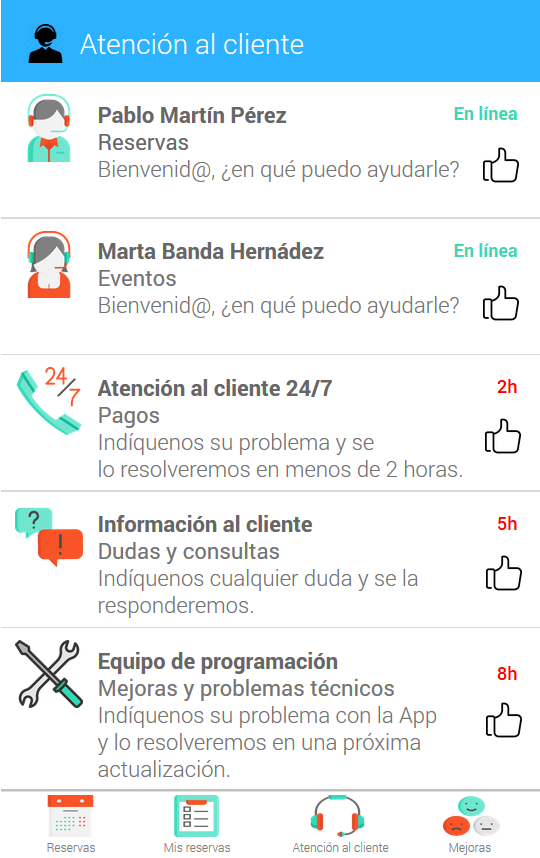 Atención al cliente
Pablo Martín Pérez
En línea
Reservas
Bienvenid@, ¿en qué puedo ayudarle?
Marta Banda Hernádez
En línea
Eventos
Bienvenid@, ¿en qué puedo ayudarle?
24/7
Atención al cliente 24/7
2h
Pagos
Indíquenos su problema y se
lo resolveremos en menos de 2 horas.
? !
Información al cliente
5h
Dudas y consultas
Indíquenos cualquier duda y se la
responderemos.
Equipo de programación
8h
Mejoras y problemas técnicos
Indíquenos su problema con la App
y lo resolveremos en una próxima
actualización.
Reservas
Mis reservas
Atención al cliente
Mejoras